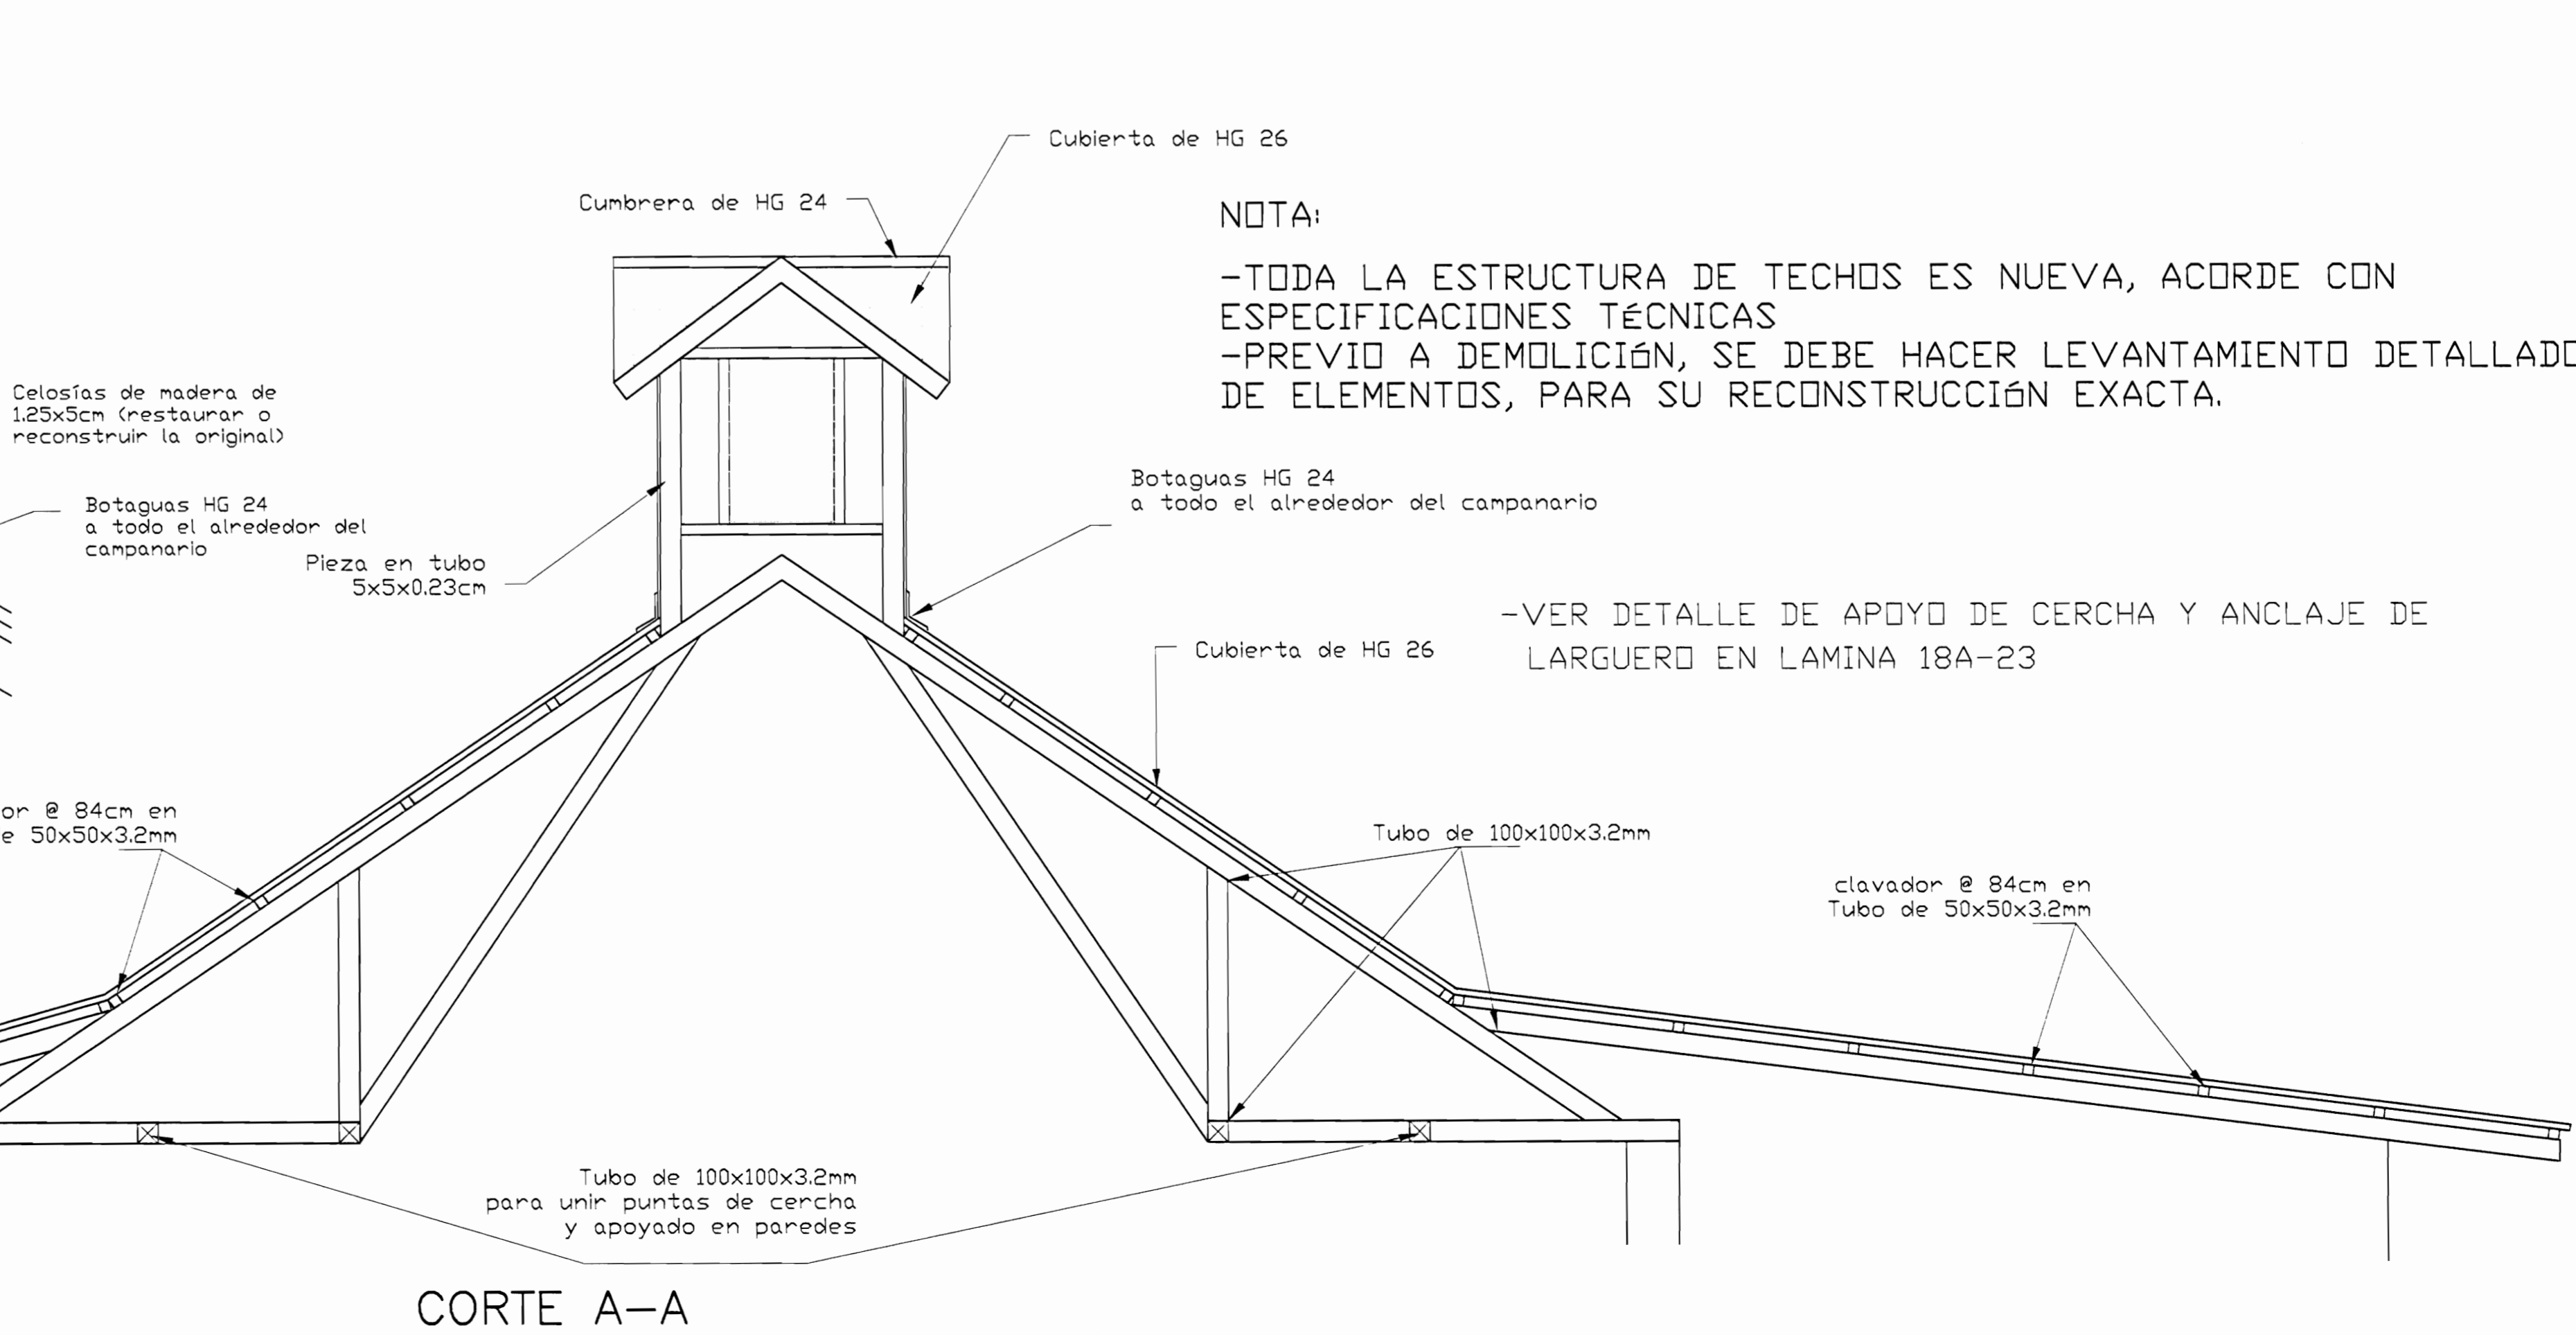 Cubierta de HG 26
Cumbrera de HG 24
NOTA:
-TODA LA ESTRUCTURA DE TECHOS ES NUEVA, ACORDE CON
ESPECIFICACIONES TéCNICAS
-PREVIO A DEMOLICIóN, SE DEBE HACER LEVANTAMIENTO DETALLADO
DE ELEMENTOS, PARA SU RECONSTRUCCIóN EXACTA.
Celosías de madera de
1.25x5cm (restaurar o
reconstruir la original)
Botaguas HG 24
a todo el alrededor del
campanario
Pieza en tubo
5x5x0.23cm
Botaguas HG 24
a todo el alrededor del campanario
-VER DETALLE DE APOYO DE CERCHA Y ANCLAJE DE
LARGUERO EN LAMINA 18A-23
Cubierta de HG 26
or @ 84cm en
e 50x50x3.2mm
Tubo de 100x100x3.2mm
clavador @ 84cm en
Tubo de 50x50x3.2mm
Tubo de 100x100x3.2mm
para unir puntas de cercha
y apoyado en paredes
CORTE A-A